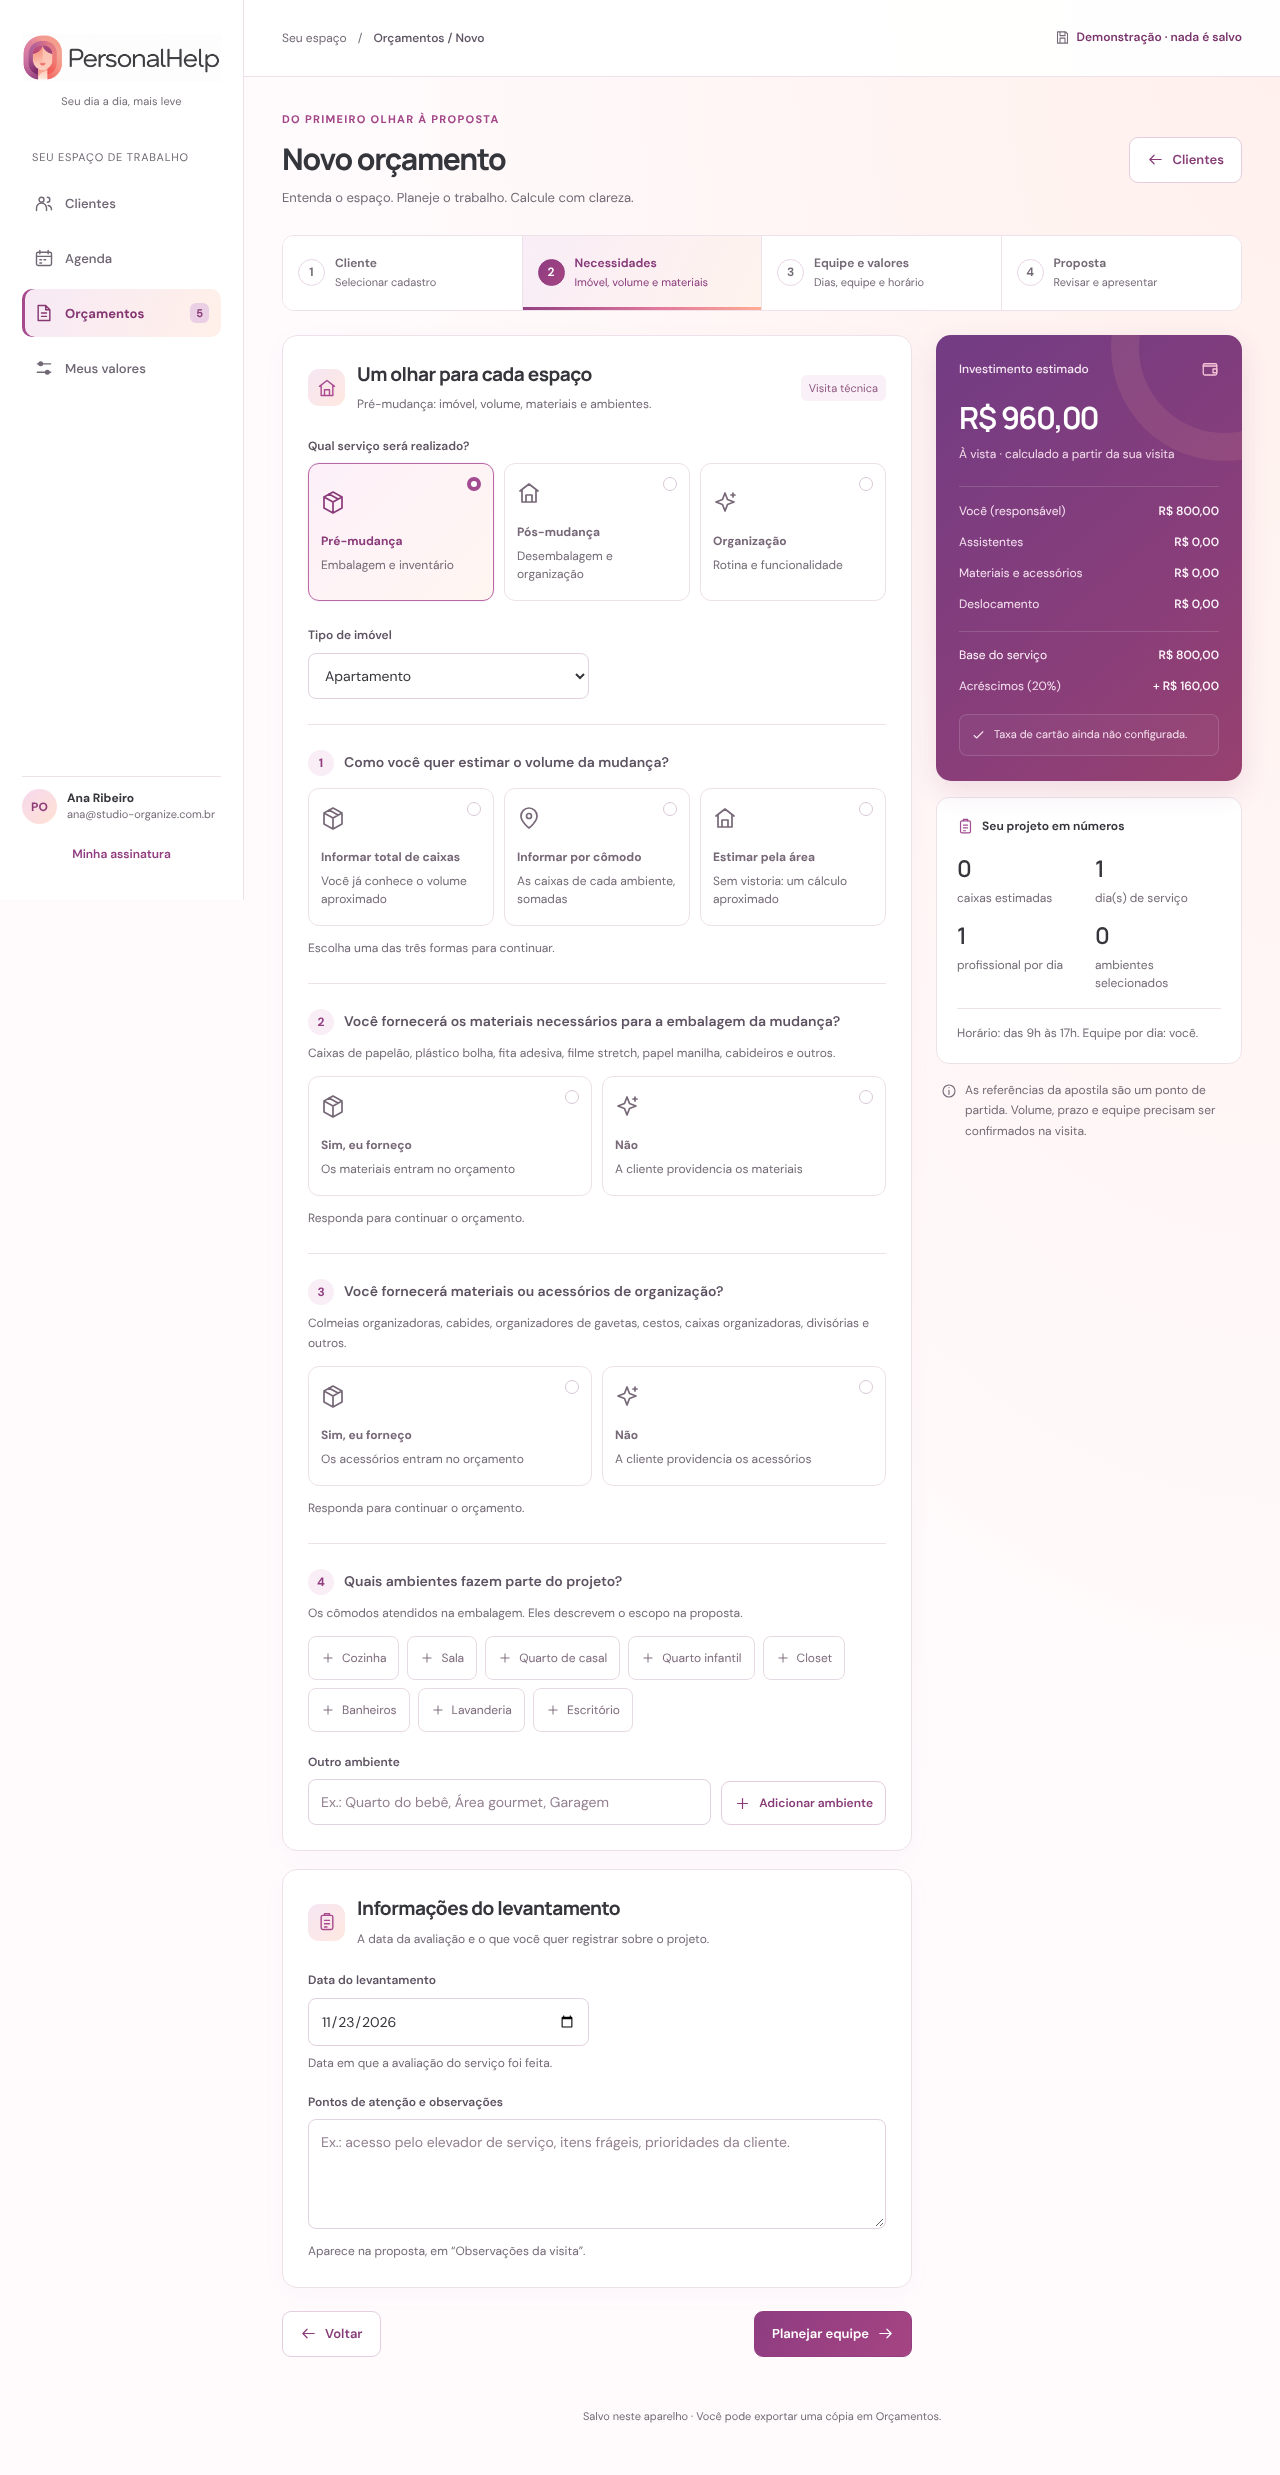 PersonalHelp
Seu dia a dia, mais leve
SEU ESPAÇO DE TRABALHO
Clientes
Agenda
Orçamentos 5
Meus valores
PO
Ana Ribeiro
ana@studio-organize.com.br
Minha assinatura
Seu espaço / Orçamentos / Novo
Demonstração · nada é salvo
DO PRIMEIRO OLHAR À PROPOSTA
Novo orçamento
Entenda o espaço. Planeje o trabalho. Calcule com clareza.
Clientes
1 Cliente
Selecionar cadastro
2 Necessidades
Imóvel, volume e materiais
3 Equipe e valores
Dias, equipe e horário
4 Proposta
Revisar e apresentar
Um olhar para cada espaço
Pré-mudança: imóvel, volume, materiais e ambientes.
Visita técnica
Qual serviço será realizado?
Pré-mudança
Embalagem e inventário
Pós-mudança
Desembalagem e
organização
Organização
Rotina e funcionalidade
Tipo de imóvel
Apartamento
1 Como você quer estimar o volume da mudança?
Informar total de caixas
Você já conhece o volume
aproximado
Informar por cômodo
As caixas de cada ambiente,
somadas
Estimar pela área
Sem vistoria: um cálculo
aproximado
Escolha uma das três formas para continuar.
2 Você fornecerá os materiais necessários para a embalagem da mudança?
Caixas de papelão, plástico bolha, fita adesiva, filme stretch, papel manilha, cabideiros e outros.
Sim, eu forneço
Os materiais entram no orçamento
Não
A cliente providencia os materiais
Responda para continuar o orçamento.
3 Você fornecerá materiais ou acessórios de organização?
Colmeias organizadoras, cabides, organizadores de gavetas, cestos, caixas organizadoras, divisórias e
outros.
Sim, eu forneço
Os acessórios entram no orçamento
Não
A cliente providencia os acessórios
Responda para continuar o orçamento.
4 Quais ambientes fazem parte do projeto?
Os cômodos atendidos na embalagem. Eles descrevem o escopo na proposta.
+ Cozinha + Sala + Quarto de casal + Quarto infantil + Closet
+ Banheiros + Lavanderia + Escritório
Outro ambiente
Ex.: Quarto do bebê, Área gourmet, Garagem
+ Adicionar ambiente
Informações do levantamento
A data da avaliação e o que você quer registrar sobre o projeto.
Data do levantamento
11/23/2026
Data em que a avaliação do serviço foi feita.
Pontos de atenção e observações
Ex.: acesso pelo elevador de serviço, itens frágeis, prioridades da cliente.
Aparece na proposta, em “Observações da visita”.
Voltar
Planejar equipe
Investimento estimado
R$ 960,00
À vista · calculado a partir da sua visita
Você (responsável) R$ 800,00
Assistentes R$ 0,00
Materiais e acessórios R$ 0,00
Deslocamento R$ 0,00
Base do serviço R$ 800,00
Acréscimos (20%) + R$ 160,00
Taxa de cartão ainda não configurada.
Seu projeto em números
0
caixas estimadas
1
dia(s) de serviço
1
profissional por dia
0
ambientes
selecionados
Horário: das 9h às 17h. Equipe por dia: você.
As referências da apostila são um ponto de
partida. Volume, prazo e equipe precisam ser
confirmados na visita.
Salvo neste aparelho · Você pode exportar uma cópia em Orçamentos.